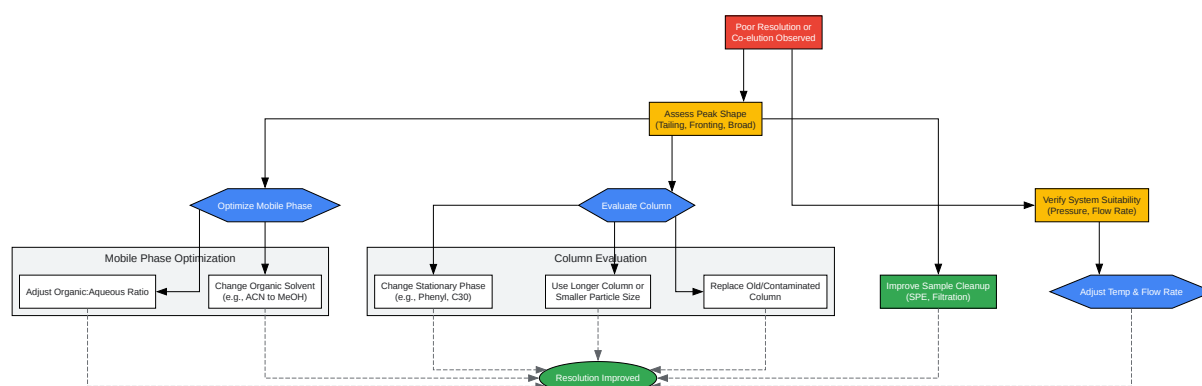 Poor Resolution or
Co-elution Observed
Assess Peak Shape
(Tailing, Fronting, Broad)
Optimize Mobile Phase
Evaluate Column
Verify System Suitability
(Pressure, Flow Rate)
Mobile Phase Optimization
Column Evaluation
Adjust Organic:Aqueous Ratio
Change Organic Solvent
(e.g., ACN to MeOH)
Change Stationary Phase
(e.g., Phenyl, C30)
Use Longer Column or
Smaller Particle Size
Replace Old/Contaminated
Column
Improve Sample Cleanup
(SPE, Filtration)
Adjust Temp & Flow Rate
Resolution Improved